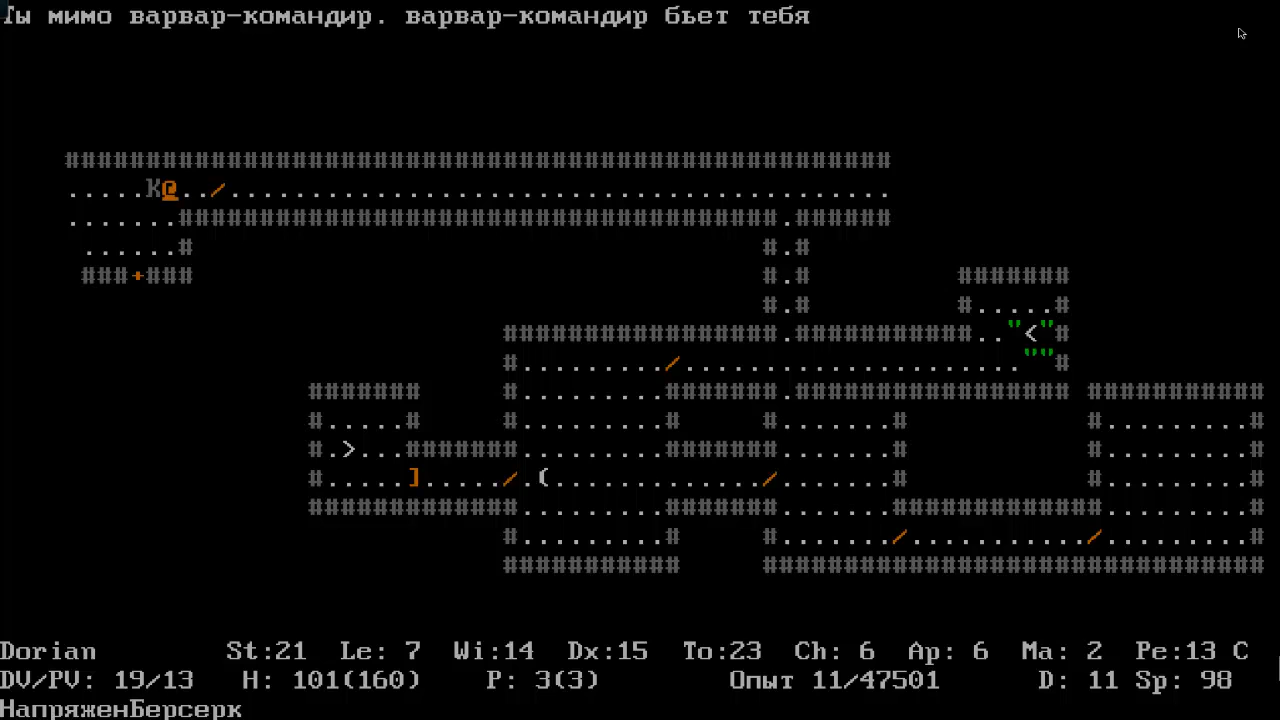 Ты мимо варвар-командир. варвар-командир бьет тебя
Dorian St:21 Le: 7 Wi:14 Dx:15 To:23 Ch: 6 Ap: 6 Ma: 2 Pe:13 C
DV/PV: 19/13 H: 101(160) P: 3(3) Опыт 11/47501 D: 11 Sp: 98
НапряженБерсерк